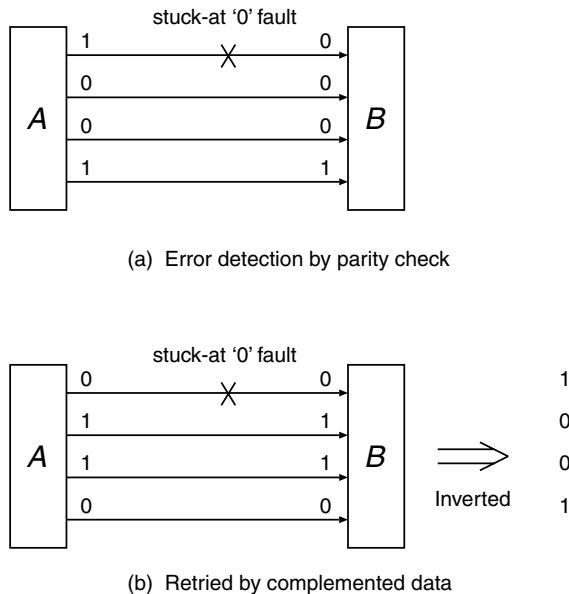 stuck-at ‘0’ fault
1 0
0 0
A 0 0 B
1 1
(a) Error detection by parity check
stuck-at ‘0’ fault
0 0 1
1 1 0
A 1 1 B 0
Inverted
0 0 1
(b) Retried by complemented data